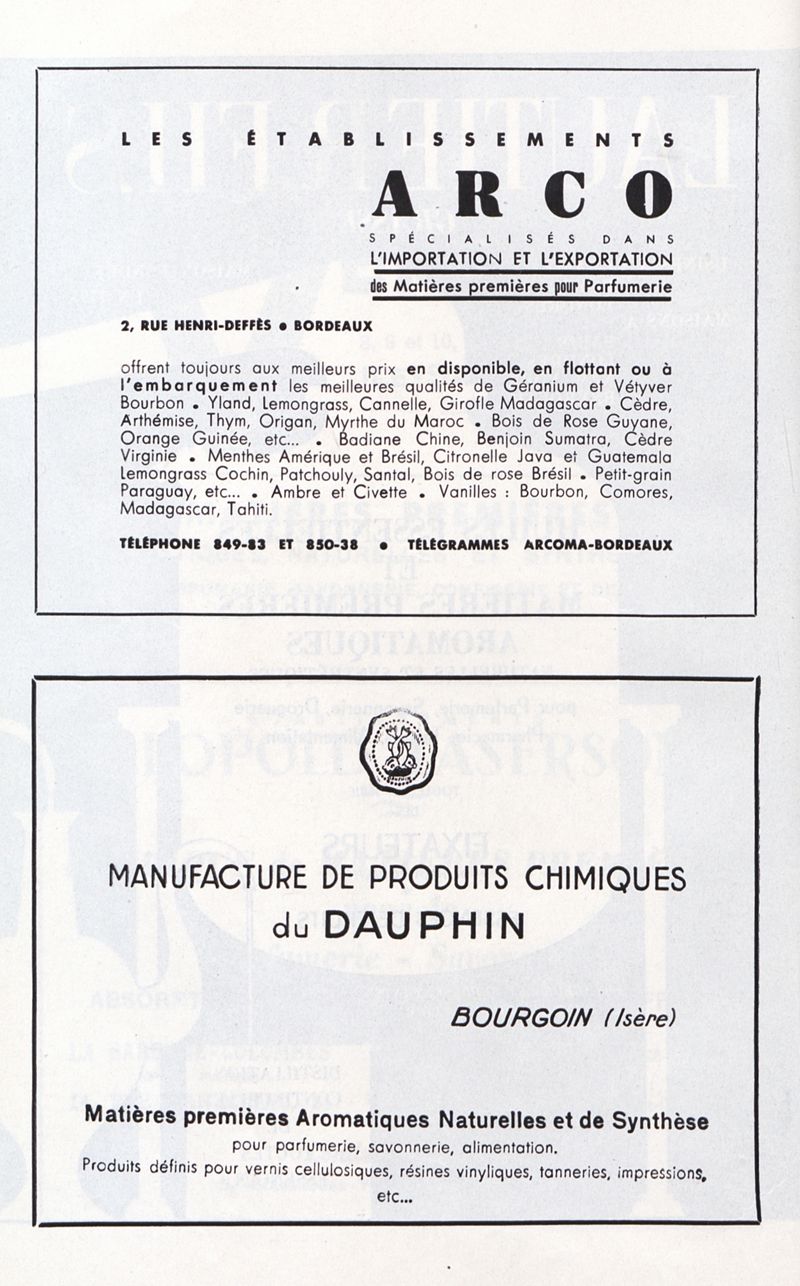 LES ÉTABLISSEMENTS
ARCO
SPÉCIALISÉS DANS
L'IMPORTATION ET L'EXPORTATION
des Matières premières pour Parfumerie
2, RUE HENRI-DEFFÈS • BORDEAUX
offrent toujours aux meilleurs prix en disponible, en flottant ou à
l'embarquement les meilleures qualités de Géranium et Vétyver
Bourbon • Yland, Lemongrass, Cannelle, Girofle Madagascar • Cèdre,
Arthémise, Thym, Origan, Myrthe du Maroc • Bois de Rose Guyane,
Orange Guinée, etc... • Badiane Chine, Benjoin Sumatra, Cèdre
Virginie • Menthes Amérique et Brésil, Citronelle Java et Guatemala
Lemongrass Cochin, Patchouly, Santal, Bois de rose Brésil • Petit-grain
Paraguay, etc... • Ambre et Civette • Vanilles : Bourbon, Comores,
Madagascar, Tahiti.
TÉLÉPHONE 849-83 ET 850-38 • TÉLÉGRAMMES ARCOMA-BORDEAUX
MANUFACTURE DE PRODUITS CHIMIQUES
du DAUPHIN
BOURGOIN (Isère)
Matières premières Aromatiques Naturelles et de Synthèse
pour parfumerie, savonnerie, alimentation.
Produits définis pour vernis cellulosiques, résines vinyliques, tanneries, impressions,
etc...